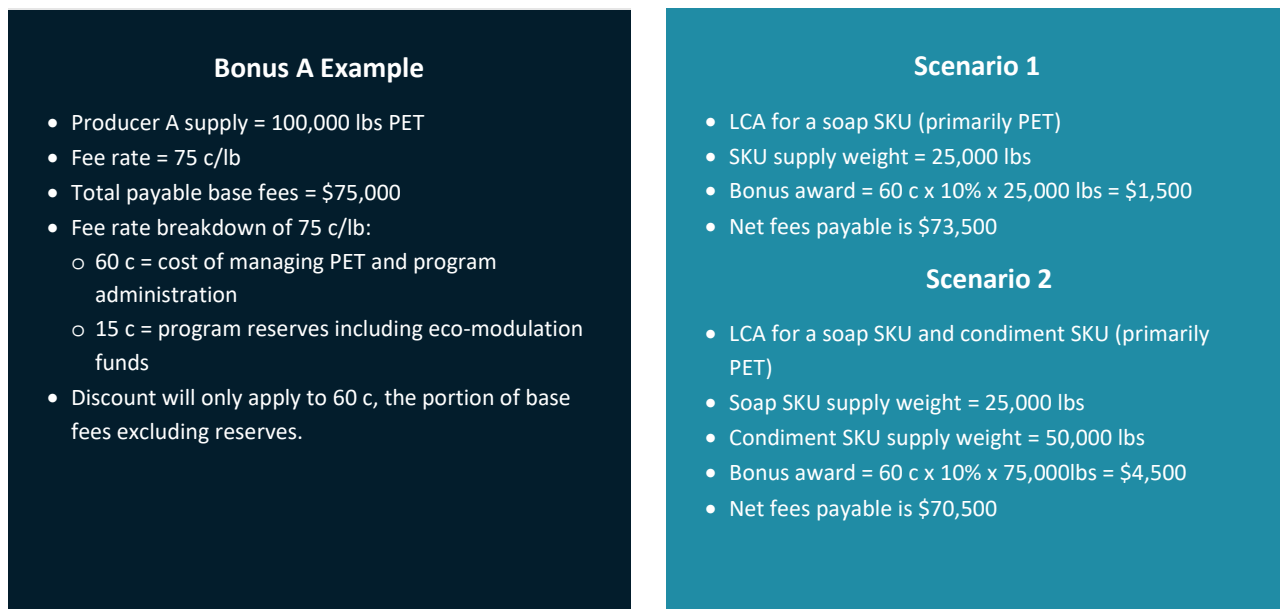 Bonus A Example
• Producer A supply = 100,000 lbs PET
• Fee rate = 75 c/lb
• Total payable base fees = $75,000
• Fee rate breakdown of 75 c/lb:
o 60 c = cost of managing PET and program
administration
o 15 c = program reserves including eco-modulation
funds
• Discount will only apply to 60 c, the portion of base
fees excluding reserves.
Scenario 1
• LCA for a soap SKU (primarily PET)
• SKU supply weight = 25,000 lbs
• Bonus award = 60 c x 10% x 25,000 lbs = $1,500
• Net fees payable is $73,500
Scenario 2
• LCA for a soap SKU and condiment SKU (primarily
PET)
• Soap SKU supply weight = 25,000 lbs
• Condiment SKU supply weight = 50,000 lbs
• Bonus award = 60 c x 10% x 75,000lbs = $4,500
• Net fees payable is $70,500